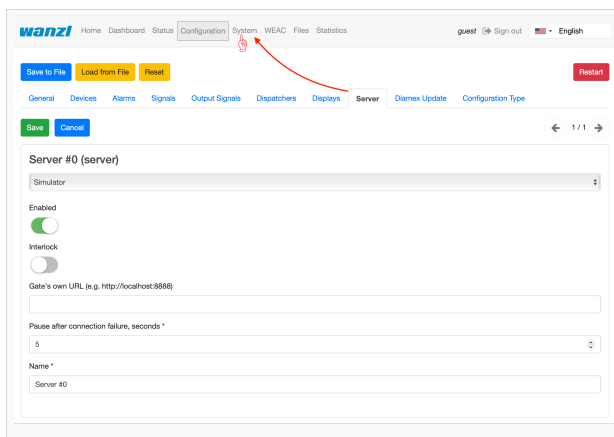 wanzl Home Dashboard Status Configuration System WEAC Files Statistics guest Sign out English
Save to File Load from File Reset Restart
General Devices Alarms Signals Output Signals Dispatchers Displays Server Diamex Update Configuration Type
Save Cancel 1 / 1
Server #0 (server)
Simulator
Enabled
Interlock
Gate's own URL (e.g. http://localhost:8888)
Pause after connection failure, seconds *
5
Name *
Server #0